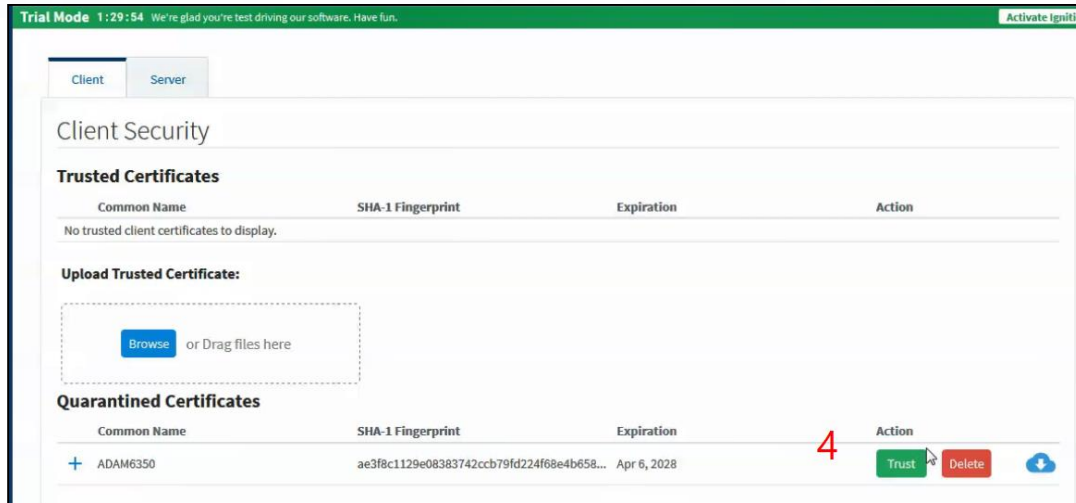 Trial Mode 1:29:54 We're glad you're test driving our software. Have fun.
Activate Igniti
Client Server
Client Security
Trusted Certificates
Common Name SHA-1 Fingerprint Expiration Action
No trusted client certificates to display.
Upload Trusted Certificate:
Browse or Drag files here
Quarantined Certificates
Common Name SHA-1 Fingerprint Expiration Action
ADAM6350 ae3f8c1129e08383742ccb79fd224f68e4b658... Apr 6, 2028 4 Trust Delete